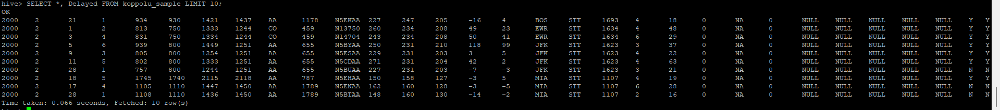 hive> SELECT *, Delayed FROM koppolu_sample LIMIT 10;
OK
2000 2 21 1 934 930 1421 1437 AA 1178 N5EKAA 227 247 205 -16 4 BOS STT 1693 4 18 0 NA 0 NULL NULL NULL NULL NULL Y Y
2000 2 1 2 813 750 1333 1244 CO 459 N13750 260 234 208 49 23 EWR STT 1634 4 48 0 NA 0 NULL NULL NULL NULL NULL Y Y
2000 2 3 4 831 750 1334 1244 CO 459 N14704 243 234 208 50 41 EWR STT 1634 6 29 0 NA 0 NULL NULL NULL NULL NULL Y Y
2000 2 5 6 939 800 1449 1251 AA 655 N5BYAA 250 231 210 118 99 JFK STT 1623 3 37 0 NA 0 NULL NULL NULL NULL NULL Y Y
2000 2 9 3 805 800 1254 1251 AA 655 N5ESAA 229 231 203 3 5 JFK STT 1623 4 22 0 NA 0 NULL NULL NULL NULL NULL Y Y
2000 2 11 5 802 800 1333 1251 AA 655 N5CDAA 271 231 204 42 2 JFK STT 1623 4 63 0 NA 0 NULL NULL NULL NULL NULL Y Y
2000 2 28 1 757 800 1244 1251 AA 655 N5BUAA 227 231 203 -7 -3 JFK STT 1623 3 21 0 NA 0 NULL NULL NULL NULL NULL N N
2000 2 18 5 1745 1740 2115 2118 AA 787 N5EHAA 150 158 127 -3 5 MIA STT 1107 4 19 0 NA 0 NULL NULL NULL NULL NULL Y Y
2000 2 17 4 1105 1110 1447 1450 AA 1789 N5ENAA 162 160 128 -3 -5 MIA STT 1107 6 28 0 NA 0 NULL NULL NULL NULL NULL N N
2000 2 28 1 1108 1110 1436 1450 AA 1789 N5BTAA 148 160 130 -14 -2 MIA STT 1107 2 16 0 NA 0 NULL NULL NULL NULL NULL N N
Time taken: 0.066 seconds, Fetched: 10 row(s)